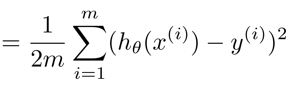 = \frac{1}{2m} \sum_{i=1}^{m} (h_\theta(x^{(i)}) - y^{(i)})^2